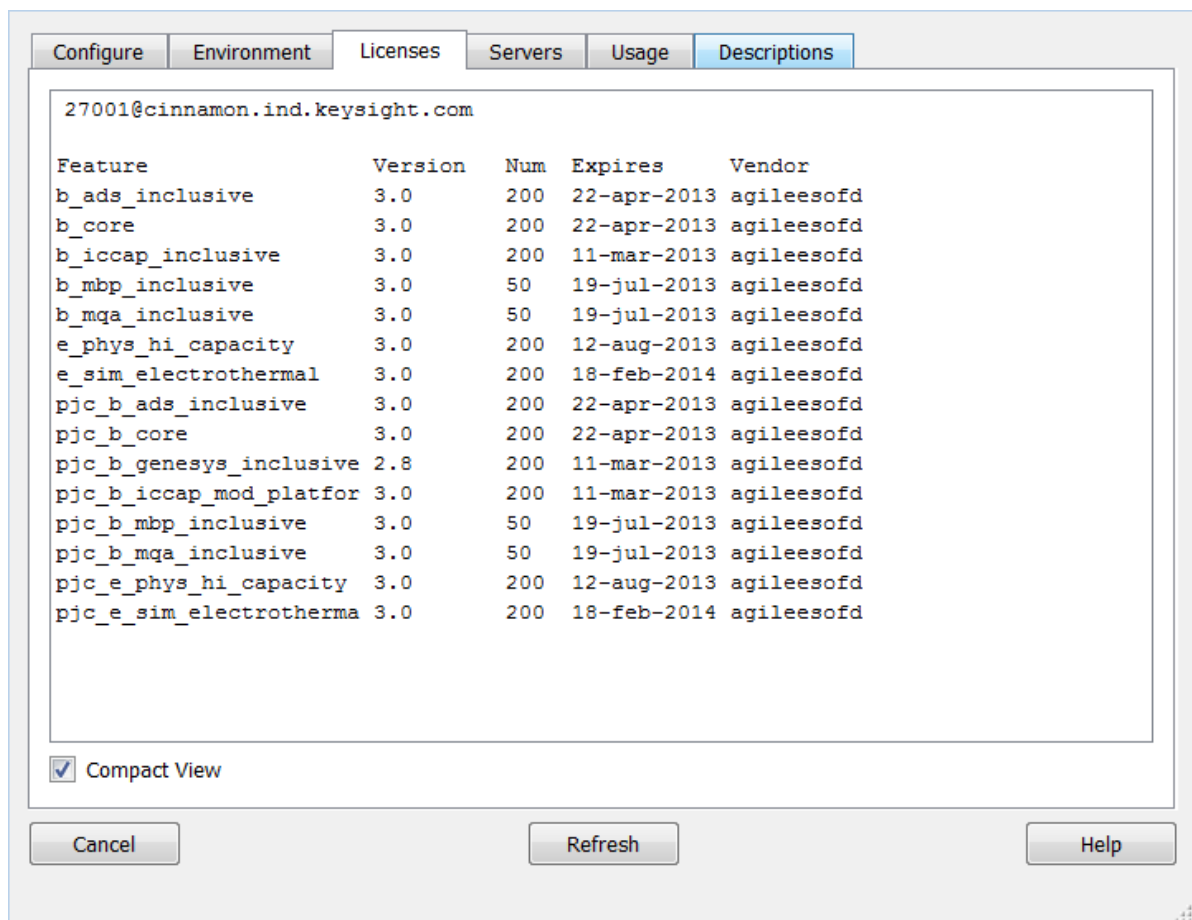 Configure Environment Licenses Servers Usage Descriptions
27001@cinnamon.ind.keysight.com
Feature Version Num Expires Vendor
b_ads_inclusive 3.0 200 22-apr-2013 agileesofd
b_core 3.0 200 22-apr-2013 agileesofd
b_iccap_inclusive 3.0 200 11-mar-2013 agileesofd
b_mbp_inclusive 3.0 50 19-jul-2013 agileesofd
b_mqa_inclusive 3.0 50 19-jul-2013 agileesofd
e_phys_hi_capacity 3.0 200 12-aug-2013 agileesofd
e_sim_electrothermal 3.0 200 18-feb-2014 agileesofd
pjc_b_ads_inclusive 3.0 200 22-apr-2013 agileesofd
pjc_b_core 3.0 200 22-apr-2013 agileesofd
pjc_b_genesys_inclusive 2.8 200 11-mar-2013 agileesofd
pjc_b_iccap_mod_platfor 3.0 200 11-mar-2013 agileesofd
pjc_b_mbp_inclusive 3.0 50 19-jul-2013 agileesofd
pjc_b_mqa_inclusive 3.0 50 19-jul-2013 agileesofd
pjc_e_phys_hi_capacity 3.0 200 12-aug-2013 agileesofd
pjc_e_sim_electrotherma 3.0 200 18-feb-2014 agileesofd
Compact View
Cancel Refresh Help